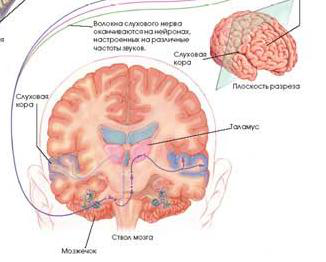 Волокна слухового нерва
оканчиваются на нейронах,
настроенных на различные
частоты звуков.
Слуховая
кора
Плоскость разреза
Слуховая
кора
Таламус
Ствол мозга
Мозжечок